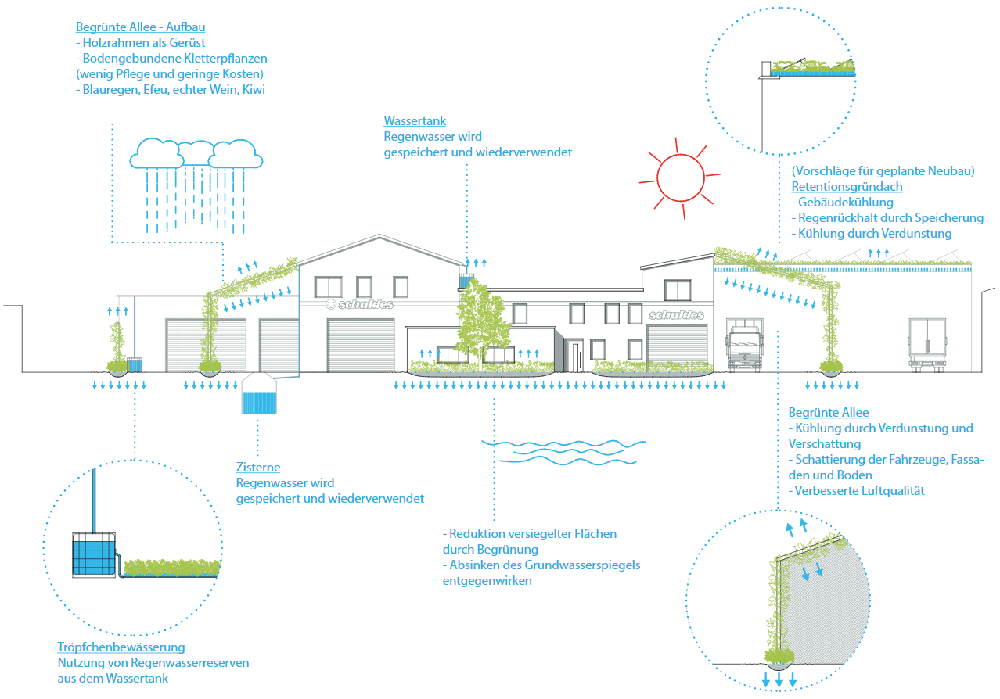 Begrünte Allee - Aufbau
- Holzrahmen als Gerüst
- Bodengebundene Kletterpflanzen
(wenig Pflege und geringe Kosten)
- Blauregen, Efeu, echter Wein, Kiwi
Wassertank
Regenwasser wird
gespeichert und wiederverwendet
(Vorschläge für geplante Neubau)
Retentionsgründach
- Gebäudekühlung
- Regenrückhalt durch Speicherung
- Kühlung durch Verdunstung
schuldes
schuldes
Begrünte Allee
- Kühlung durch Verdunstung und
Verschattung
- Schattierung der Fahrzeuge, Fassa-
den und Boden
- Verbesserte Luftqualität
Zisterne
Regenwasser wird
gespeichert und wiederverwendet
- Reduktion versiegelter Flächen
durch Begrünung
- Absinken des Grundwasserspiegels
entgegenwirken
Tröpfchenbewässerung
Nutzung von Regenwasserreserven
aus dem Wassertank